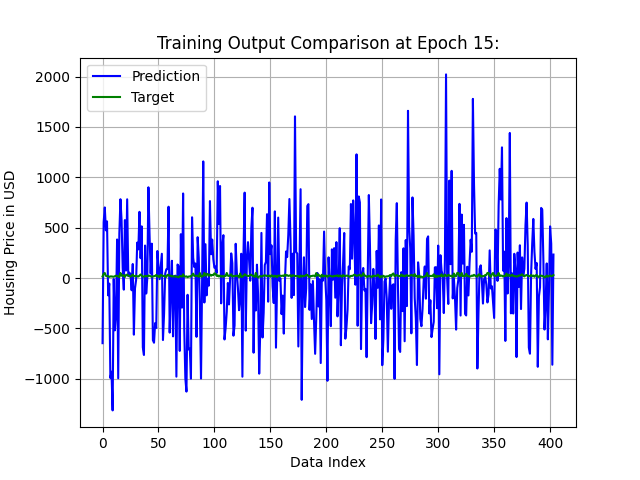 Training Output Comparison at Epoch 15:
Prediction
Target
Housing Price in USD
2000
1500
1000
500
0
−500
−1000
0 50 100 150 200 250 300 350 400
Data Index